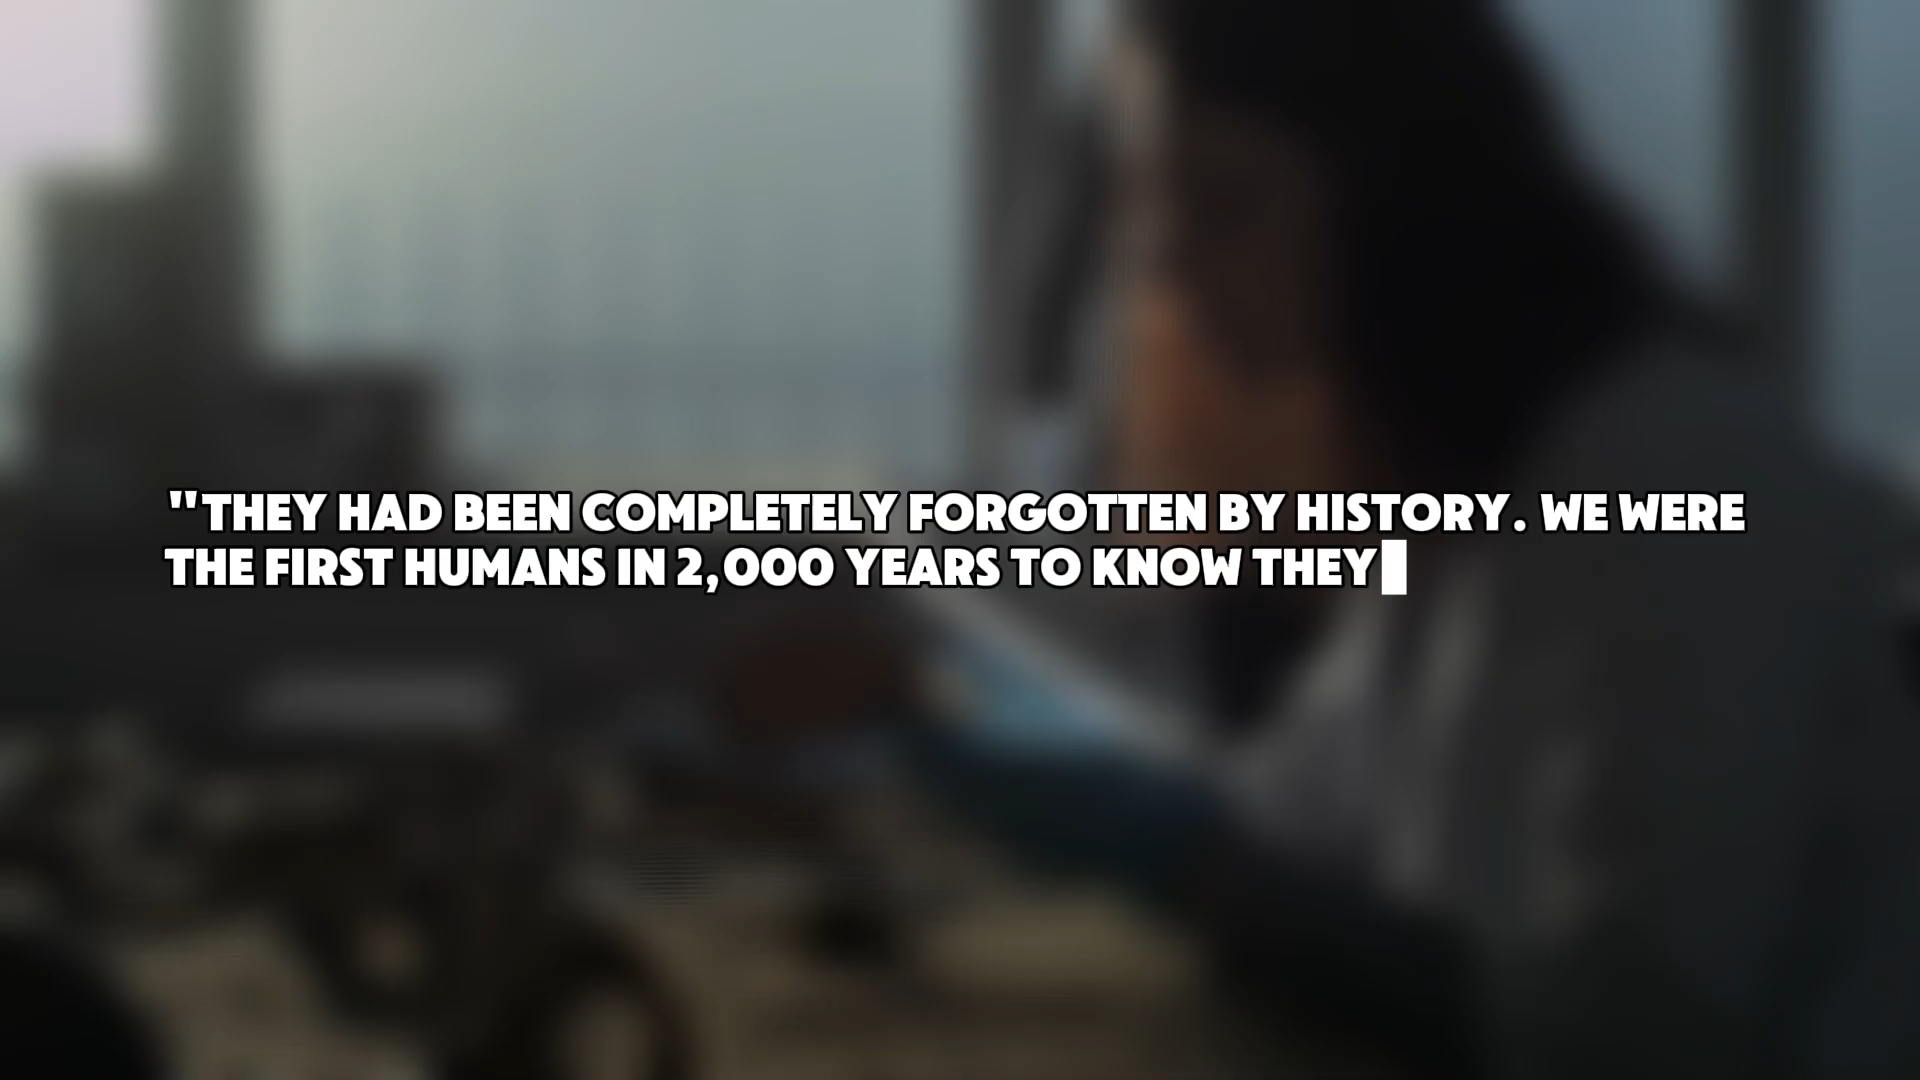 "THEY HAD BEEN COMPLETELY FORGOTTEN BY HISTORY. WE WERE
THE FIRST HUMANS IN 2,000 YEARS TO KNOW THEY